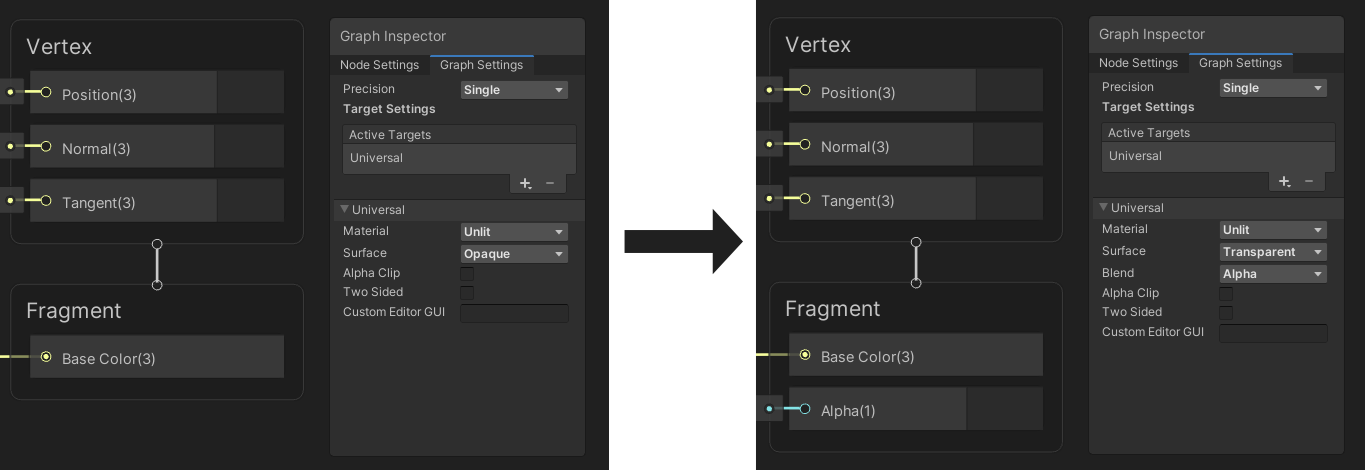 Vertex
Position(3)
Normal(3)
Tangent(3)
Fragment
Base Color(3)
Graph Inspector
Node Settings Graph Settings
Precision Single
Target Settings
Active Targets
Universal
+ −
Universal
Material Unlit
Surface Opaque
Alpha Clip
Two Sided
Custom Editor GUI
Vertex
Position(3)
Normal(3)
Tangent(3)
Fragment
Base Color(3)
Alpha(1)
Graph Inspector
Node Settings Graph Settings
Precision Single
Target Settings
Active Targets
Universal
+ −
Universal
Material Unlit
Surface Transparent
Blend Alpha
Alpha Clip
Two Sided
Custom Editor GUI